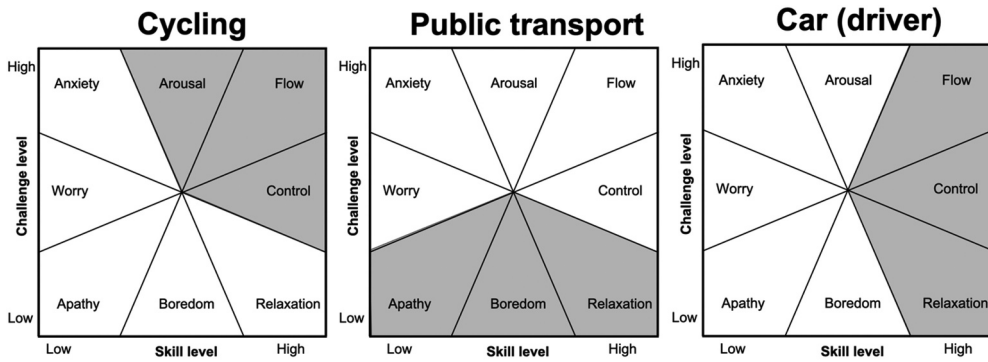 Cycling
High
Challenge level
Low
Anxiety
Arousal
Flow
Worry
Control
Apathy
Boredom
Relaxation
Low
Skill level
High
Public transport
High
Challenge level
Low
Anxiety
Arousal
Flow
Worry
Control
Apathy
Boredom
Relaxation
Low
Skill level
High
Car (driver)
High
Challenge level
Low
Anxiety
Arousal
Flow
Worry
Control
Apathy
Boredom
Relaxation
Low
Skill level
High